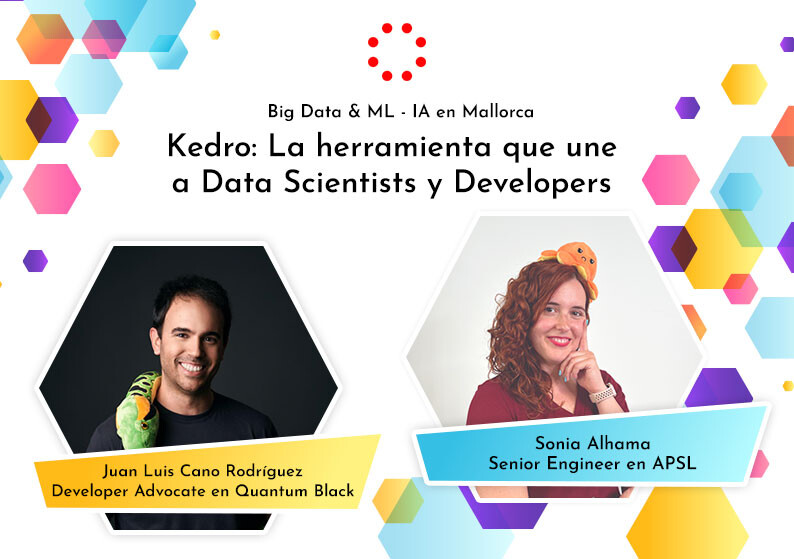 Big Data & ML - IA en Mallorca
Kedro: La herramienta que une
a Data Scientists y Developers
Juan Luis Cano Rodríguez
Developer Advocate en Quantum Black
Sonia Alhama
Senior Engineer en APSL